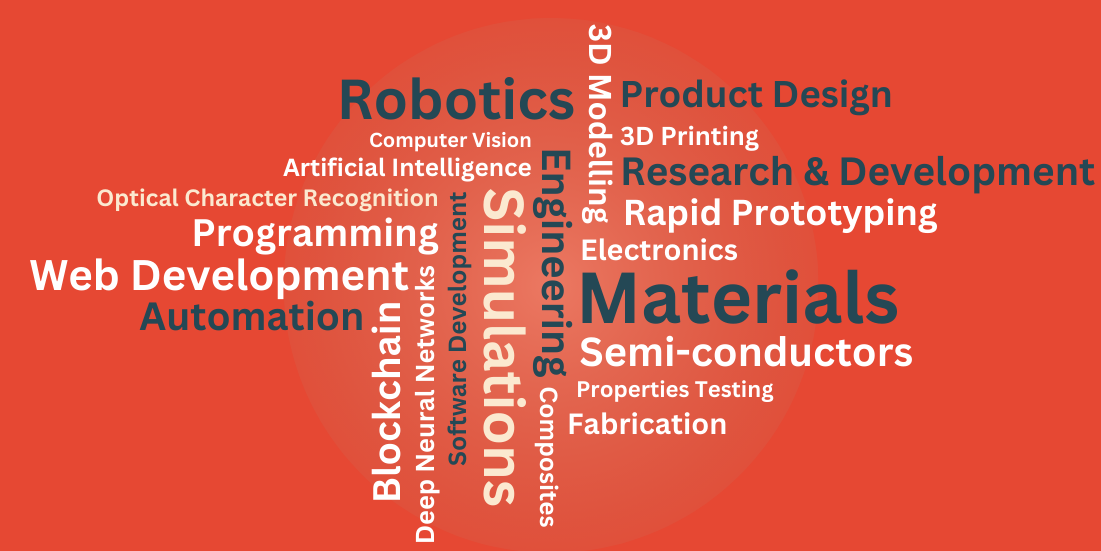 3D Modelling
Robotics
Product Design
Computer Vision
3D Printing
Artificial Intelligence
Engineering
Research & Development
Optical Character Recognition
Simulations
Software Development
Rapid Prototyping
Programming
Electronics
Web Development
Deep Neural Networks
Materials
Automation
Blockchain
Semi-conductors
Properties Testing
Composites
Fabrication